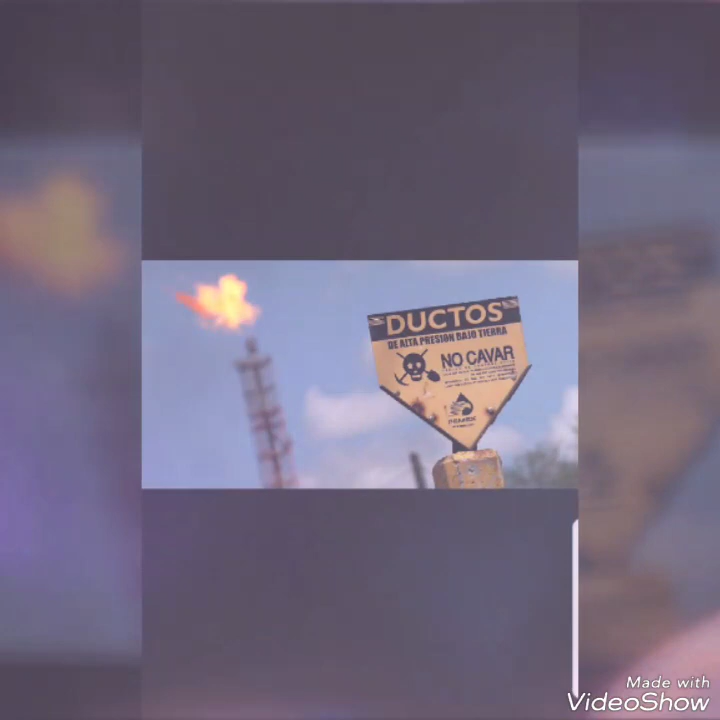 DUCTOS
DE ALTA PRESION BAJO TIERRA
NO CAVAR
PEMEX
Made with
VideoShow